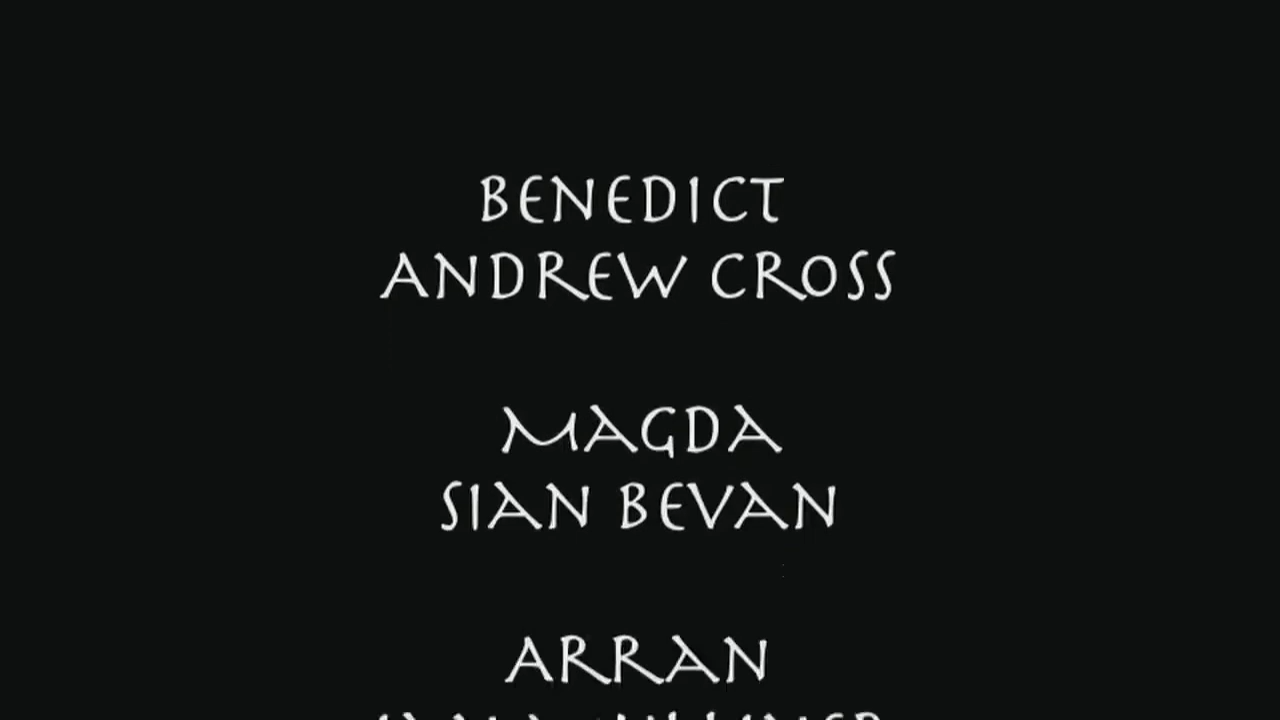 BENEDICT
ANDREW CROSS
MAGDA
SIAN BEVAN
ARRAN